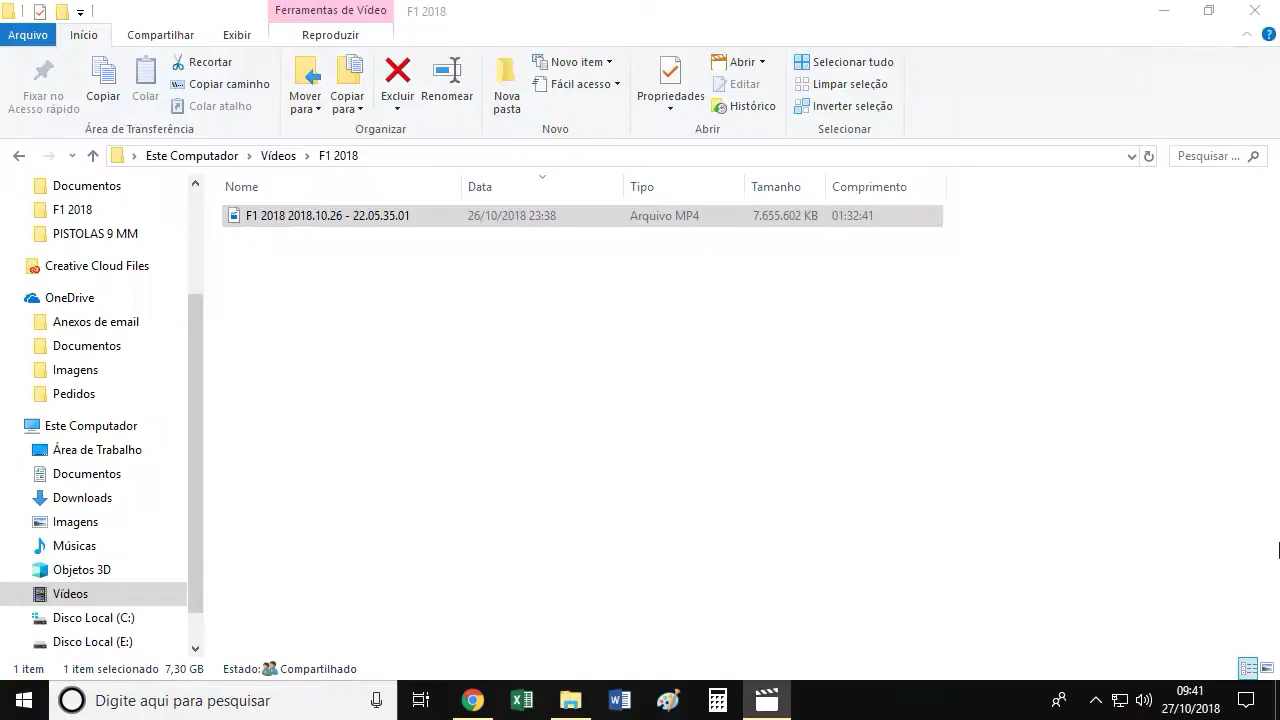 Ferramentas de Vídeo F1 2018
Arquivo Início Compartilhar Exibir Reproduzir
Fixar no
Acesso rápido
Copiar
Colar
Recortar
Copiar caminho
Colar atalho
Área de Transferência
Mover
para
Copiar
para
Excluir
Renomear
Organizar
Nova
pasta
Novo item
Fácil acesso
Novo
Propriedades
Abrir
Editar
Histórico
Abrir
Selecionar tudo
Limpar seleção
Inverter seleção
Selecionar
Este Computador Vídeos F1 2018 Pesquisar ...
Documentos
F1 2018
PISTOLAS 9 MM
Creative Cloud Files
OneDrive
Anexos de email
Documentos
Imagens
Pedidos
Este Computador
Área de Trabalho
Documentos
Downloads
Imagens
Músicas
Objetos 3D
Vídeos
Disco Local (C:)
Disco Local (E:)
Nome Data Tipo Tamanho Comprimento
F1 2018 2018.10.26 - 22.05.35.01 26/10/2018 23:38 Arquivo MP4 7.655.602 KB 01:32:41
1 item 1 item selecionado 7,30 GB Estado: Compartilhado
Digite aqui para pesquisar
09:41
27/10/2018